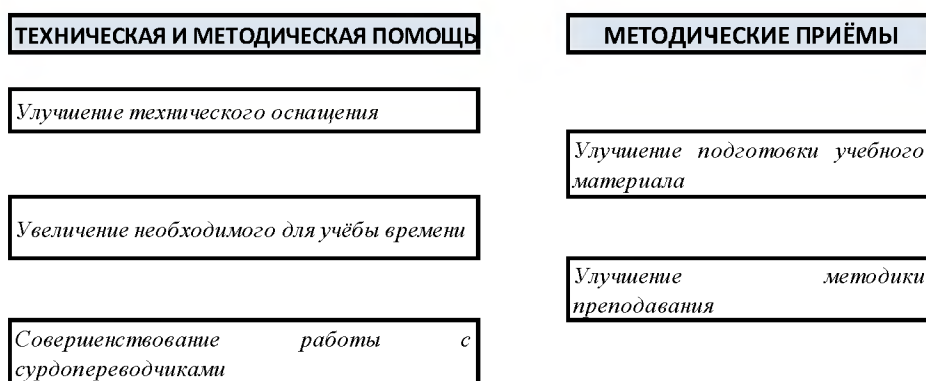 ТЕХНИЧЕСКАЯ И МЕТОДИЧЕСКАЯ ПОМОЩЬ
Улучшение технического оснащения
Увеличение необходимого для учёбы времени
Совершенствование работы с
сурдопереводчиками
МЕТОДИЧЕСКИЕ ПРИЁМЫ
Улучшение подготовки учебного
материала
Улучшение методики
преподавания